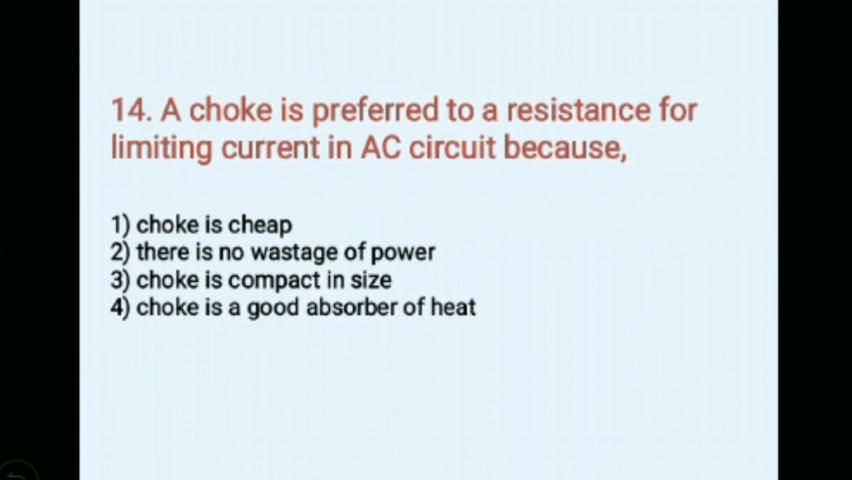 14. A choke is preferred to a resistance for
limiting current in AC circuit because,
1) choke is cheap
2) there is no wastage of power
3) choke is compact in size
4) choke is a good absorber of heat